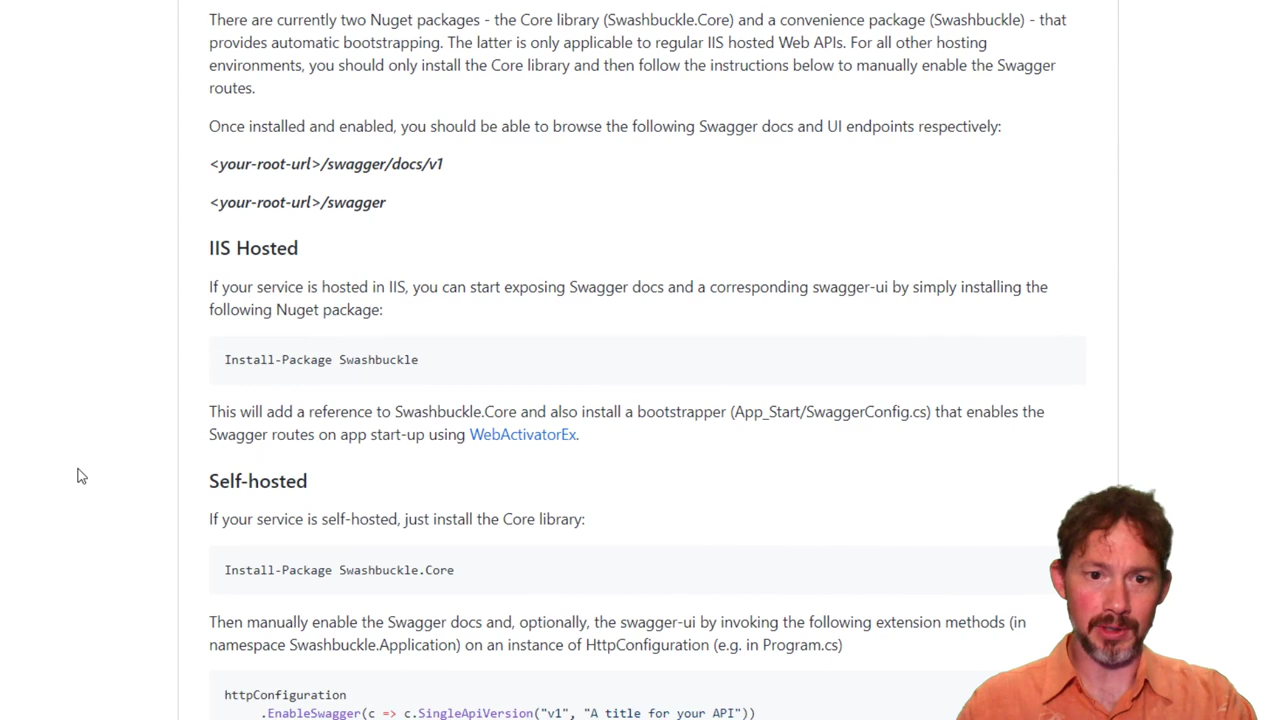 There are currently two Nuget packages - the Core library (Swashbuckle.Core) and a convenience package (Swashbuckle) - that
provides automatic bootstrapping. The latter is only applicable to regular IIS hosted Web APIs. For all other hosting
environments, you should only install the Core library and then follow the instructions below to manually enable the Swagger
routes.
Once installed and enabled, you should be able to browse the following Swagger docs and UI endpoints respectively:
<your-root-url>/swagger/docs/v1
<your-root-url>/swagger
IIS Hosted
If your service is hosted in IIS, you can start exposing Swagger docs and a corresponding swagger-ui by simply installing the
following Nuget package:
Install-Package Swashbuckle
This will add a reference to Swashbuckle.Core and also install a bootstrapper (App_Start/SwaggerConfig.cs) that enables the
Swagger routes on app start-up using WebActivatorEx.
Self-hosted
If your service is self-hosted, just install the Core library:
Install-Package Swashbuckle.Core
Then manually enable the Swagger docs and, optionally, the swagger-ui by invoking the following extension methods (in
namespace Swashbuckle.Application) on an instance of HttpConfiguration (e.g. in Program.cs)
httpConfiguration
.EnableSwagger(c => c.SingleApiVersion("v1", "A title for your API"))